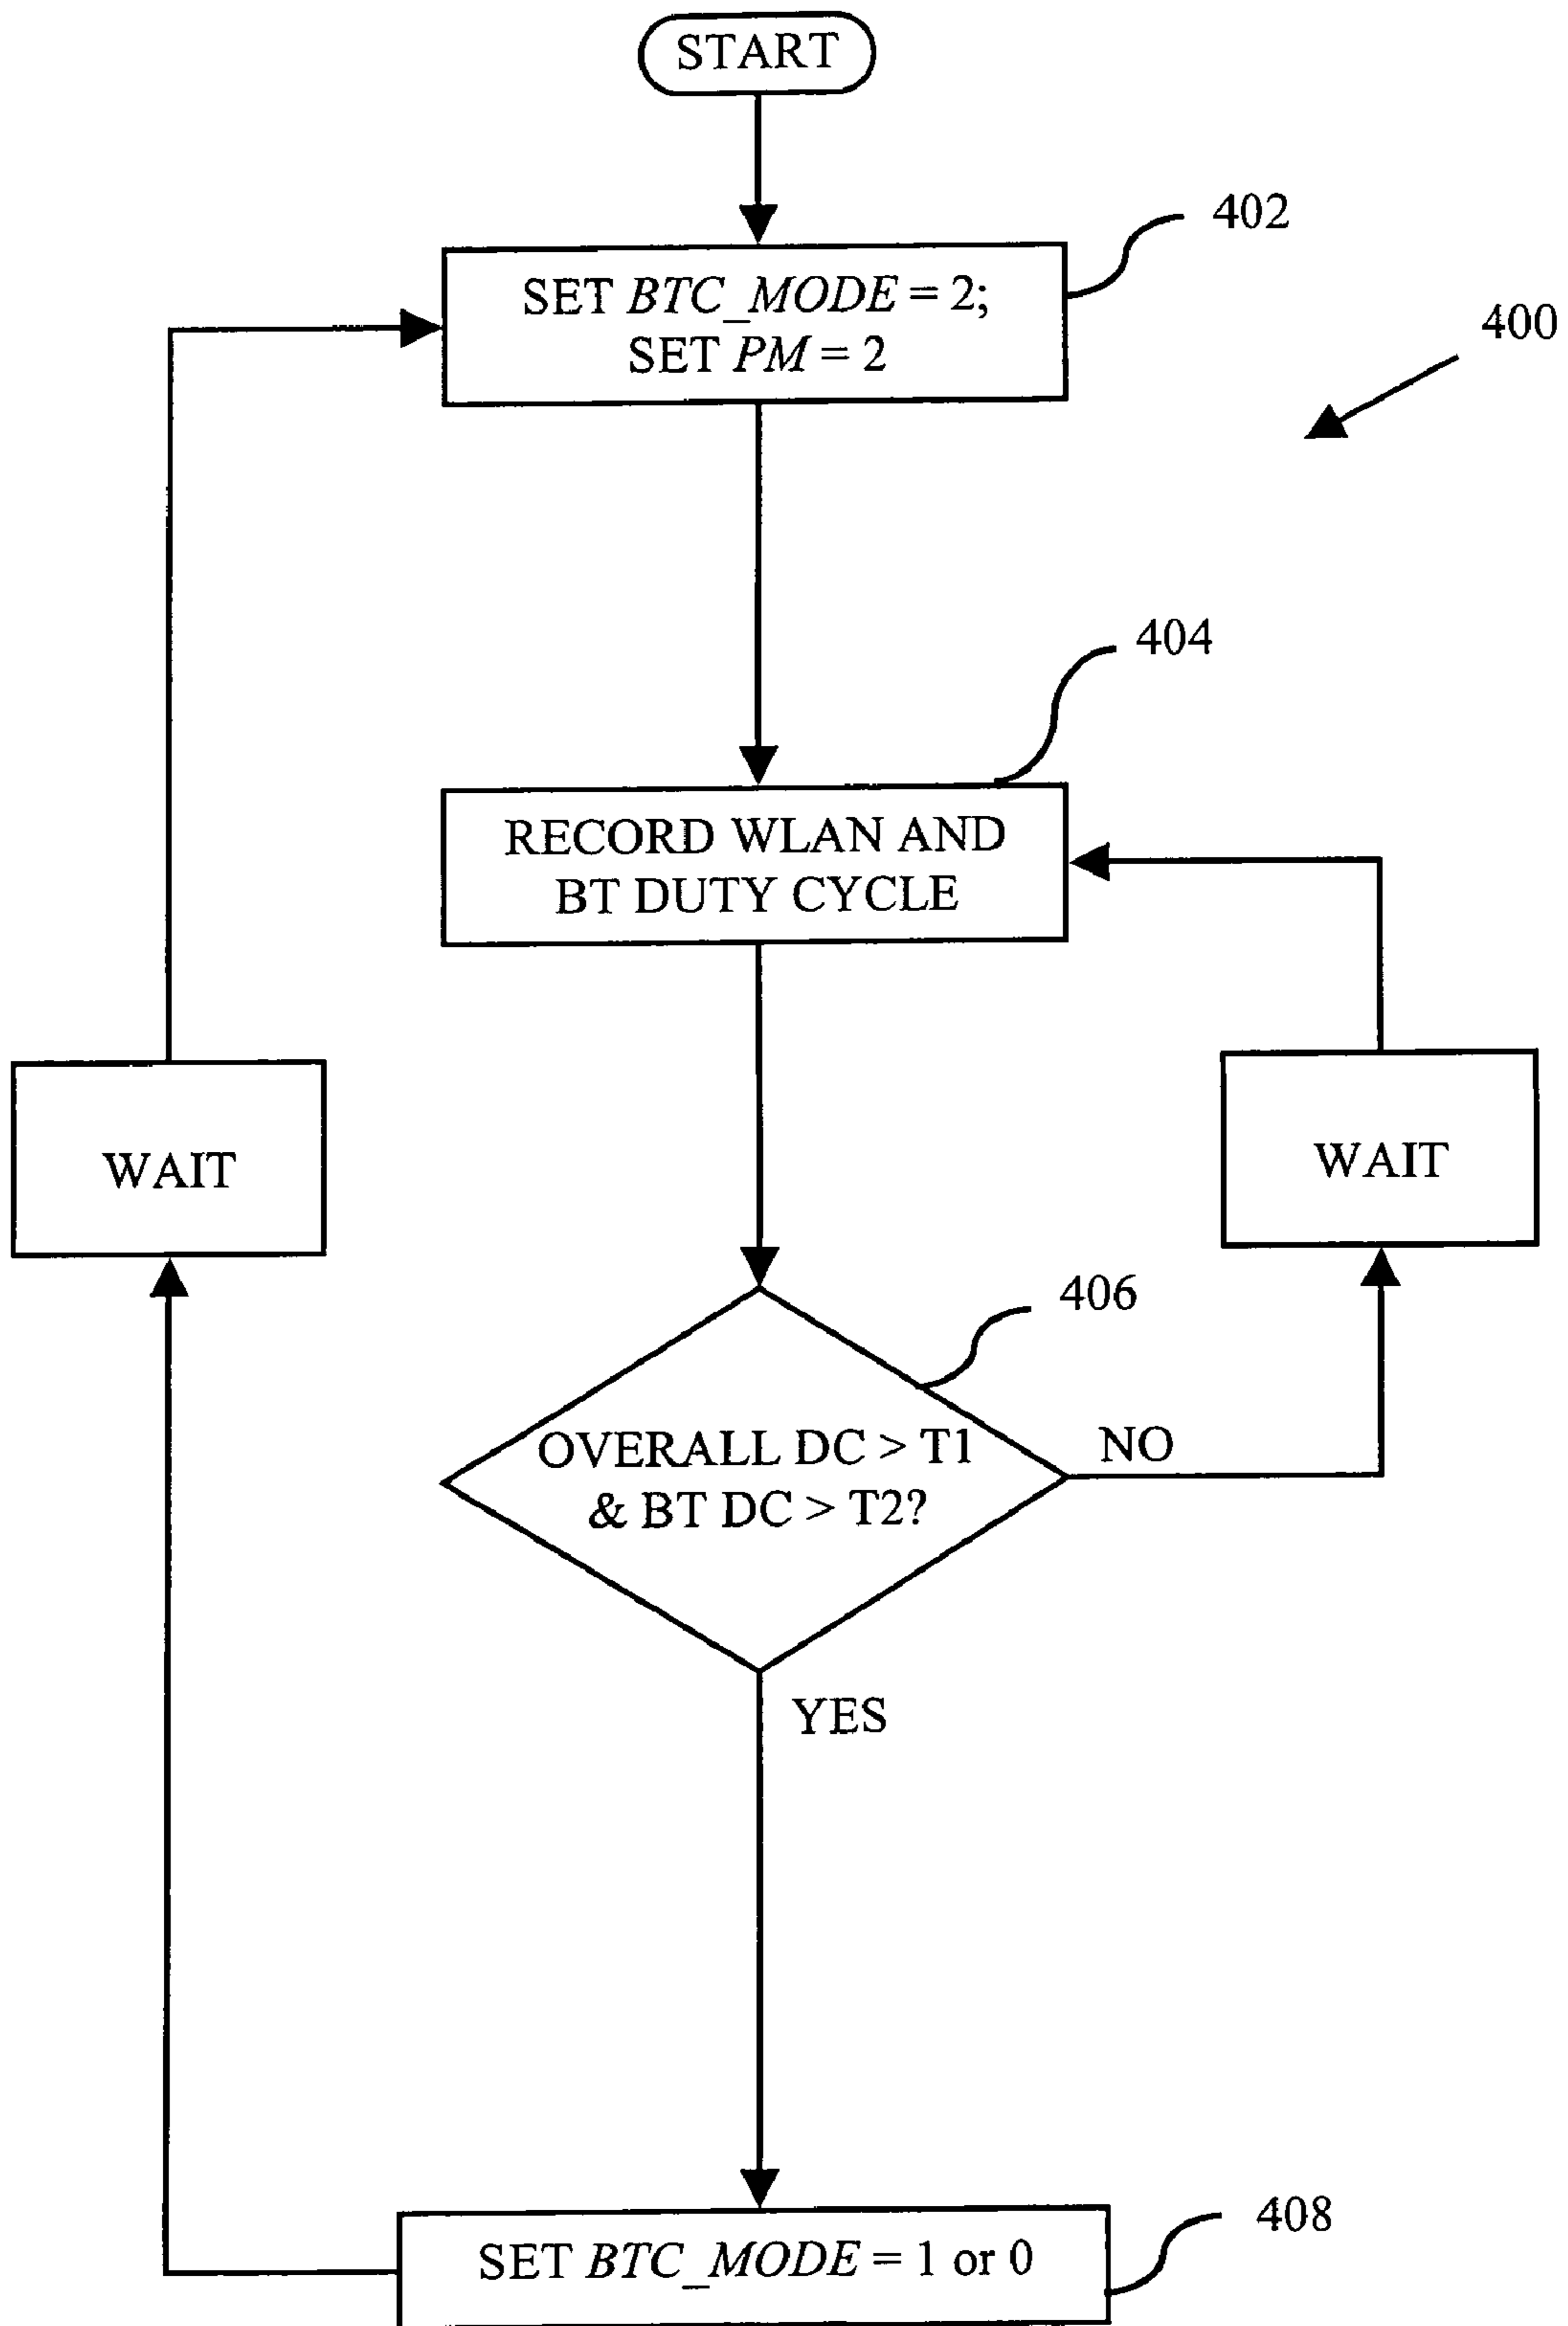 START
402
SET BTC_MODE = 2;
SET PM = 2
400
404
RECORD WLAN AND
BT DUTY CYCLE
WAIT
WAIT
406
OVERALL DC > T1
& BT DC > T2?
NO
YES
408
SET BTC_MODE = 1 or 0